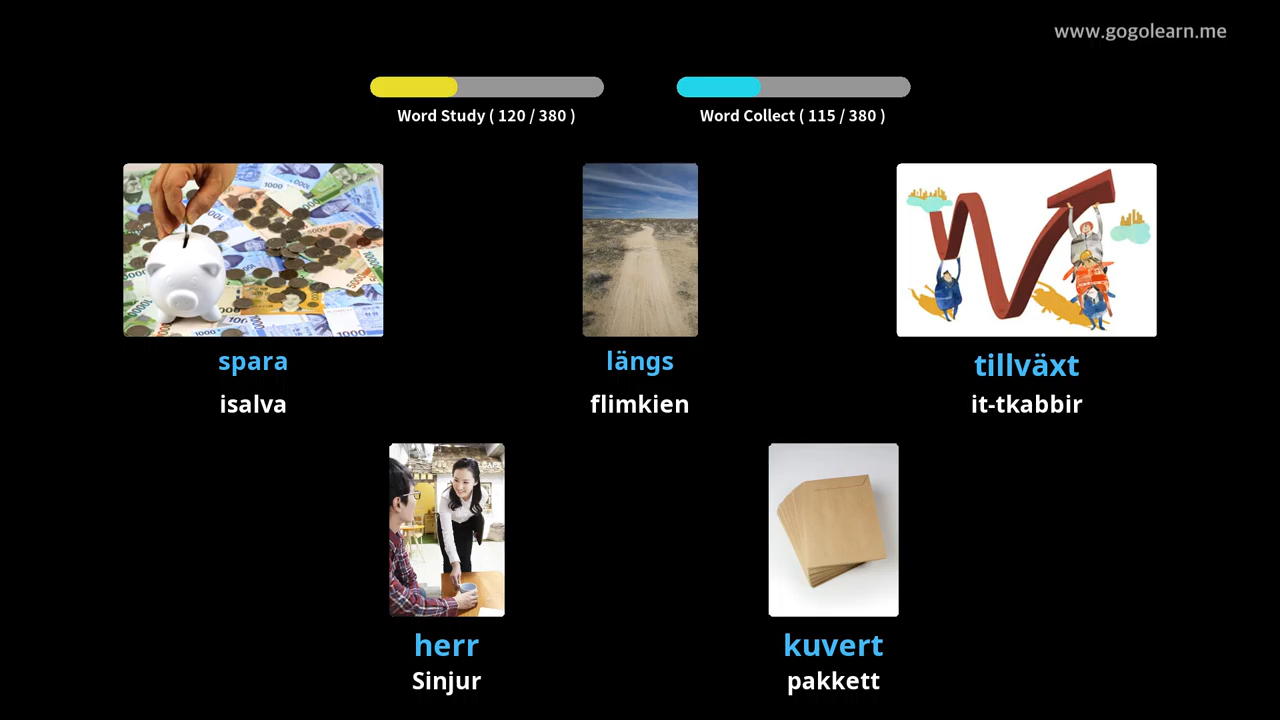 www.gogolearn.me
Word Study ( 120 / 380 )
Word Collect ( 115 / 380 )
spara
längs
tillväxt
isalva
flimkien
it-tkabbir
herr
kuvert
Sinjur
pakkett